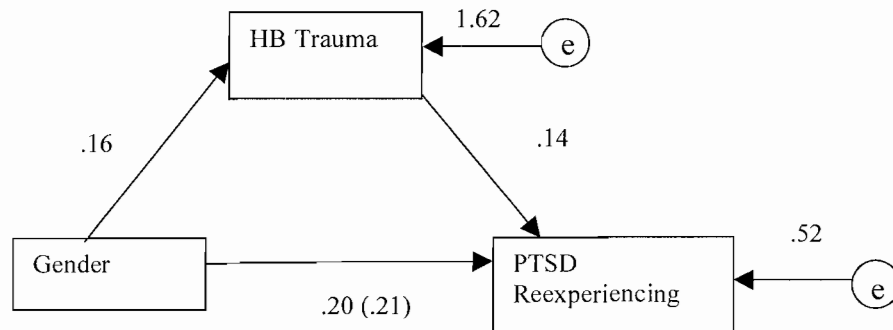 1.62
HB Trauma
e
.16
.14
Gender
.20 (.21)
PTSD
Reexperiencing
.52
e